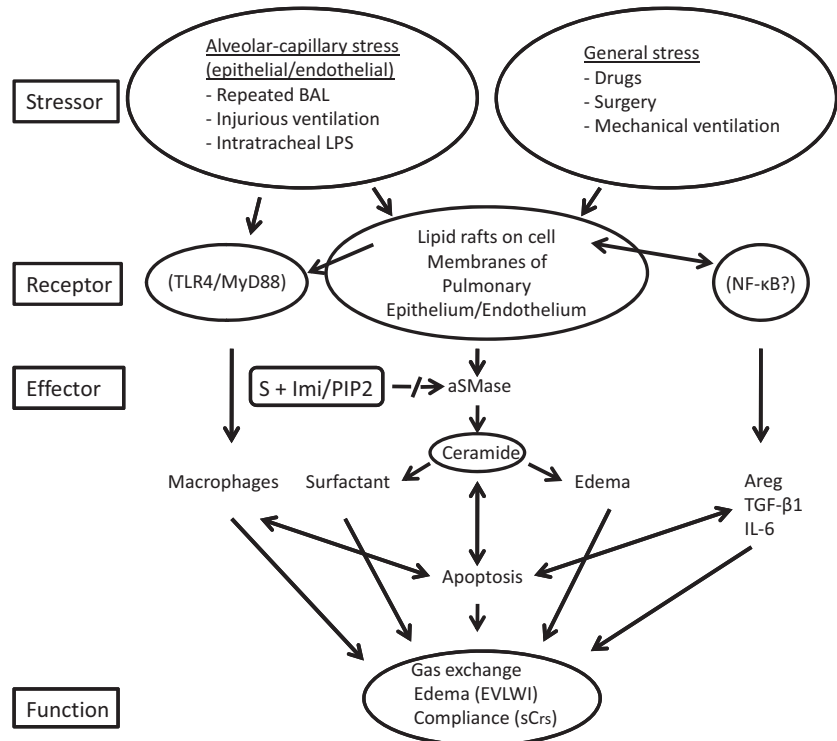 Stressor
Alveolar-capillary stress
(epithelial/endothelial)
- Repeated BAL
- Injurious ventilation
- Intratracheal LPS
General stress
- Drugs
- Surgery
- Mechanical ventilation
Receptor
(TLR4/MyD88)
Lipid rafts on cell
Membranes of
Pulmonary
Epithelium/Endothelium
(NF-κB?)
Effector
S + Imi/PIP2
aSMase
Ceramide
Macrophages
Surfactant
Edema
Areg
TGF-β1
IL-6
Apoptosis
Function
Gas exchange
Edema (EVLWI)
Compliance (sCrs)